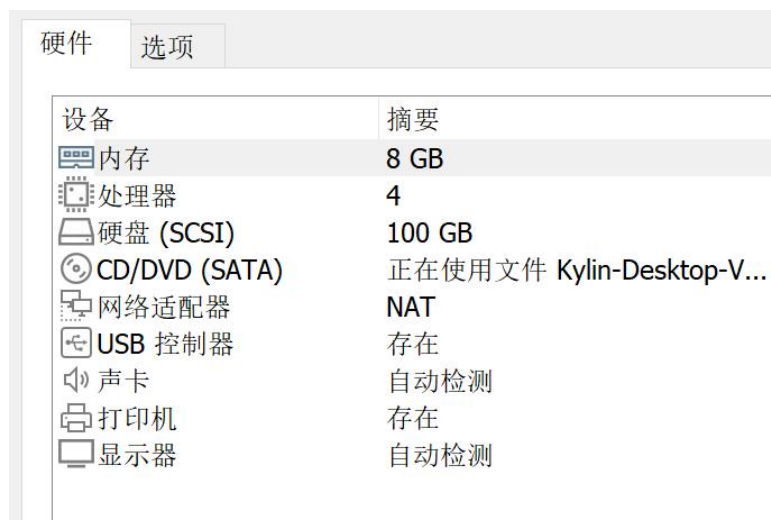 硬件 选项
设备 摘要
内存 8 GB
处理器 4
硬盘 (SCSI) 100 GB
CD/DVD (SATA) 正在使用文件 Kylin-Desktop-V...
网络适配器 NAT
USB 控制器 存在
声卡 自动检测
打印机 存在
显示器 自动检测